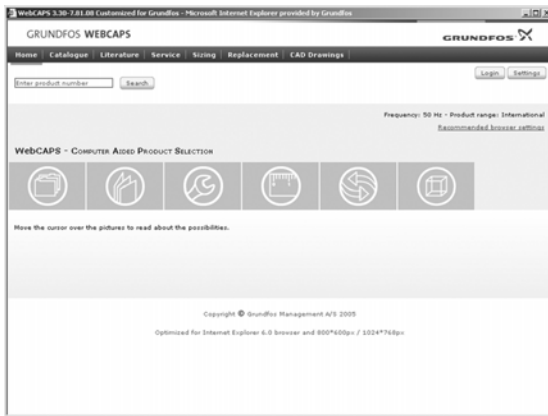 WebCAPS 3.30-7.01.00 Customized for Grundfos - Microsoft Internet Explorer provided by Grundfos
GRUNDFOS WEBCAPS
GRUNDFOS
Home Catalogue Literature Service Sizing Replacement CAD Drawings
Login Settings
Enter product number Search
Frequency: 50 Hz - Product range: International
Recommended browser settings
WebCAPS - Computer Aided Product Selection
Move the cursor over the pictures to read about the possibilities.
Copyright © Grundfos Management A/S 2005
Optimized for Internet Explorer 6.0 browser and 800*600px / 1024*768px